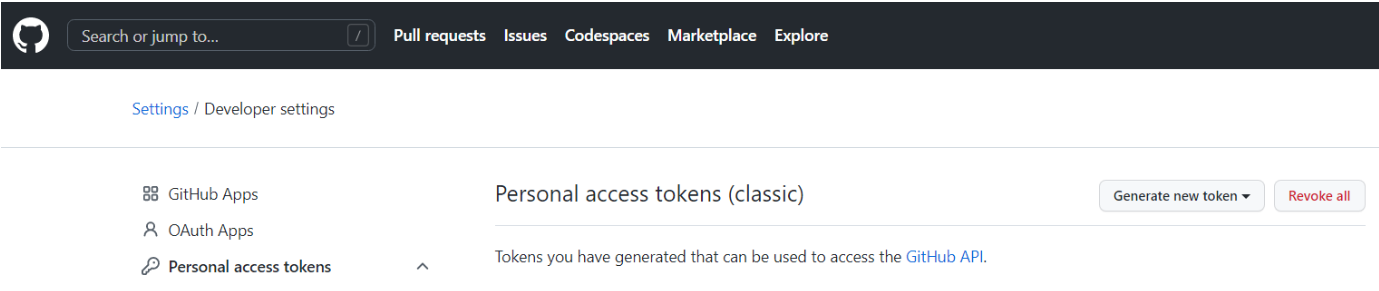 Search or jump to... / Pull requests Issues Codespaces Marketplace Explore
Settings / Developer settings
GitHub Apps
OAuth Apps
Personal access tokens
Personal access tokens (classic) Generate new token Revoke all
Tokens you have generated that can be used to access the GitHub API.